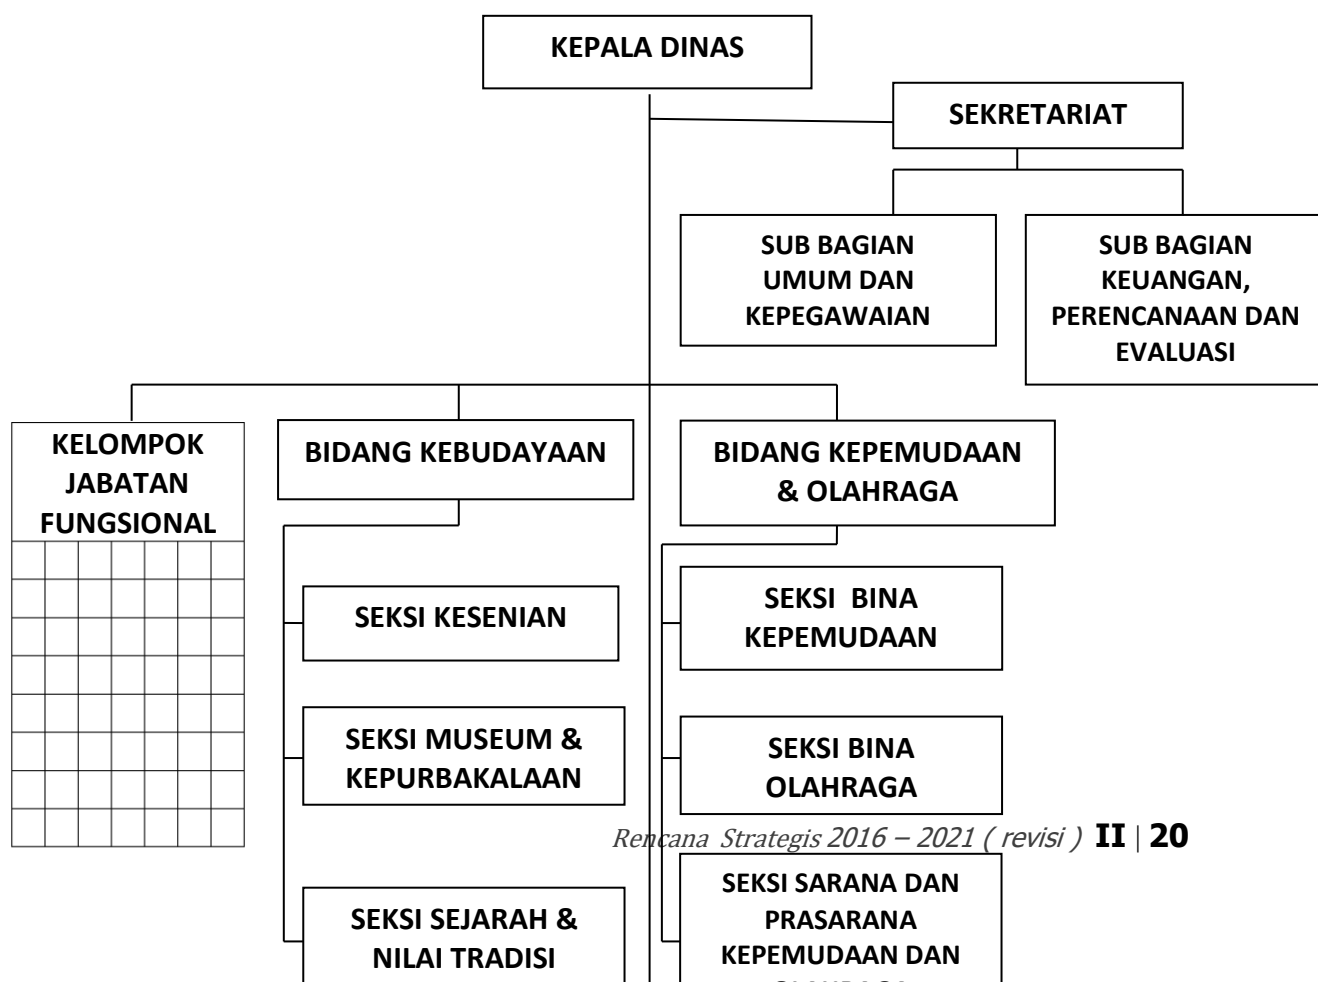 KEPALA DINAS
SEKRETARIAT
SUB BAGIAN
UMUM DAN
KEPEGAWAIAN
SUB BAGIAN
KEUANGAN,
PERENCANAAN DAN
EVALUASI
KELOMPOK
JABATAN
FUNGSIONAL
BIDANG KEBUDAYAAN
BIDANG KEPEMUDAAN
& OLAHRAGA
SEKSI KESENIAN
SEKSI BINA
KEPEMUDAAN
SEKSI MUSEUM &
KEPURBAKALAAN
SEKSI BINA
OLAHRAGA
Rencana Strategis 2016 – 2021 ( revisi ) II | 20
SEKSI SEJARAH &
NILAI TRADISI
SEKSI SARANA DAN
PRASARANA
KEPEMUDAAN DAN